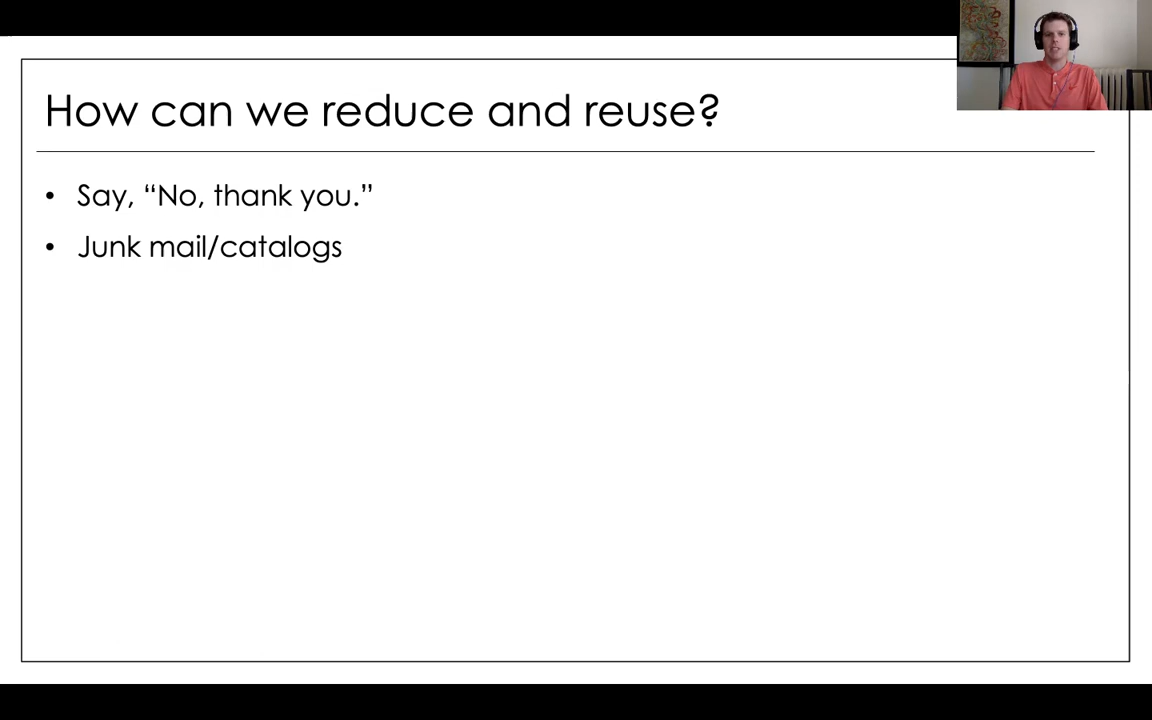 How can we reduce and reuse?
• Say, “No, thank you.”
• Junk mail/catalogs